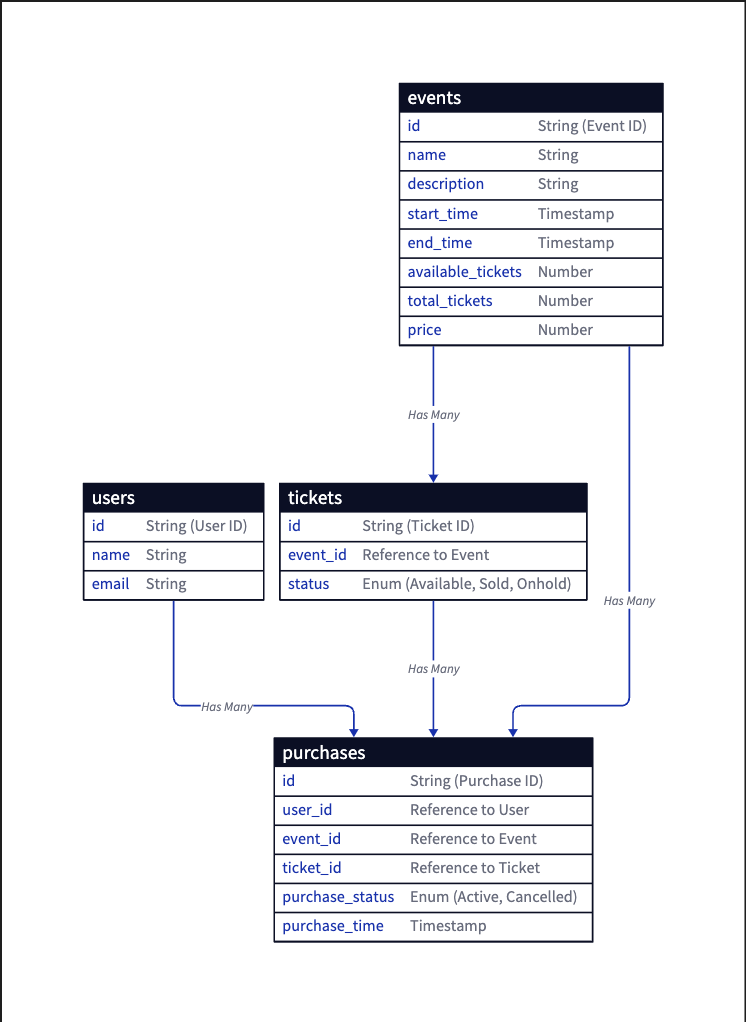 events
id String (Event ID)
name String
description String
start_time Timestamp
end_time Timestamp
available_tickets Number
total_tickets Number
price Number
Has Many
users
id String (User ID)
name String
email String
tickets
id String (Ticket ID)
event_id Reference to Event
status Enum (Available, Sold, Onhold)
Has Many
Has Many
Has Many
purchases
id String (Purchase ID)
user_id Reference to User
event_id Reference to Event
ticket_id Reference to Ticket
purchase_status Enum (Active, Cancelled)
purchase_time Timestamp